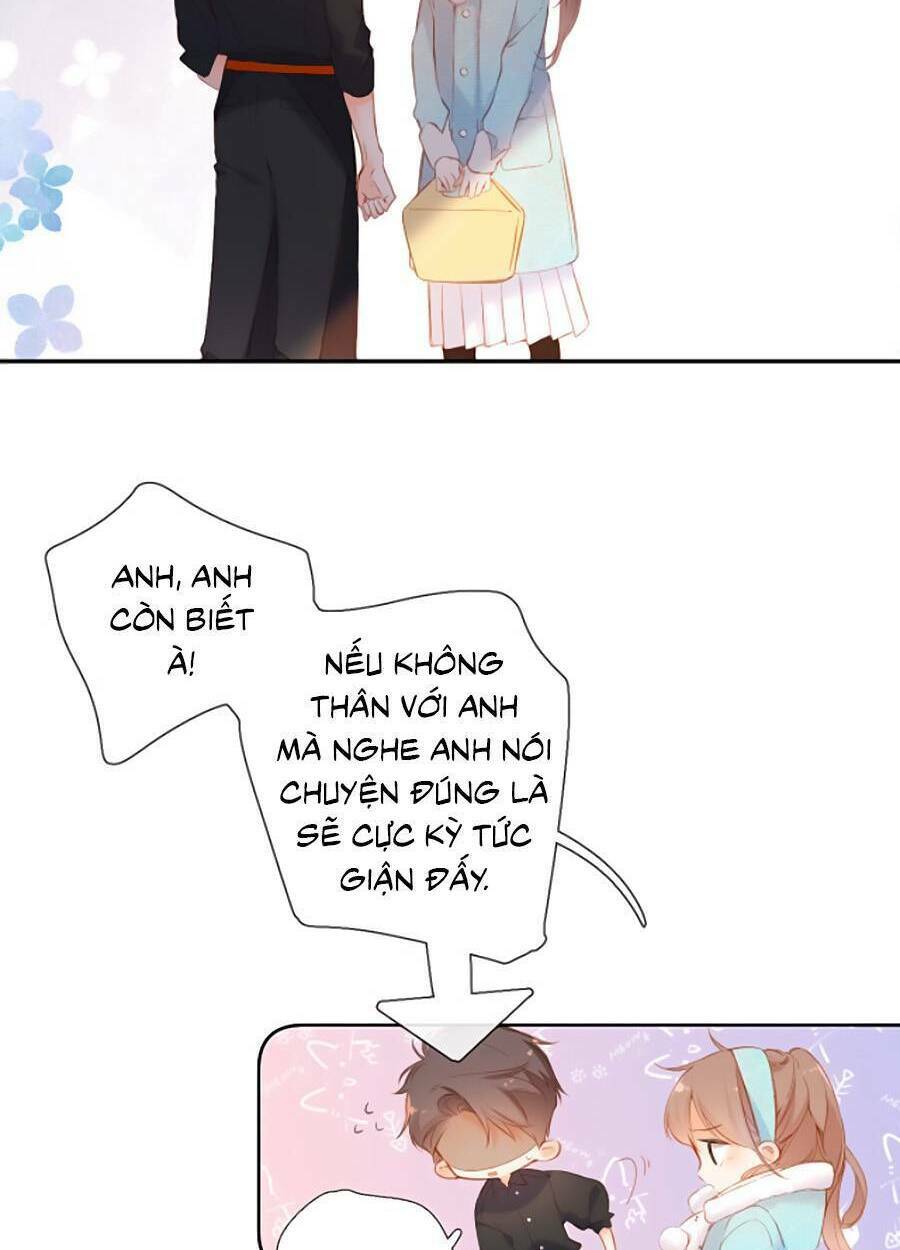 ANH, ANH
CÒN BIẾT
À!
NẾU KHÔNG
THÂN VỚI ANH
MÀ NGHE ANH NÓI
CHUYỆN ĐÚNG LÀ
SẼ CỰC KỲ TỨC
GIẬN ĐẤY.